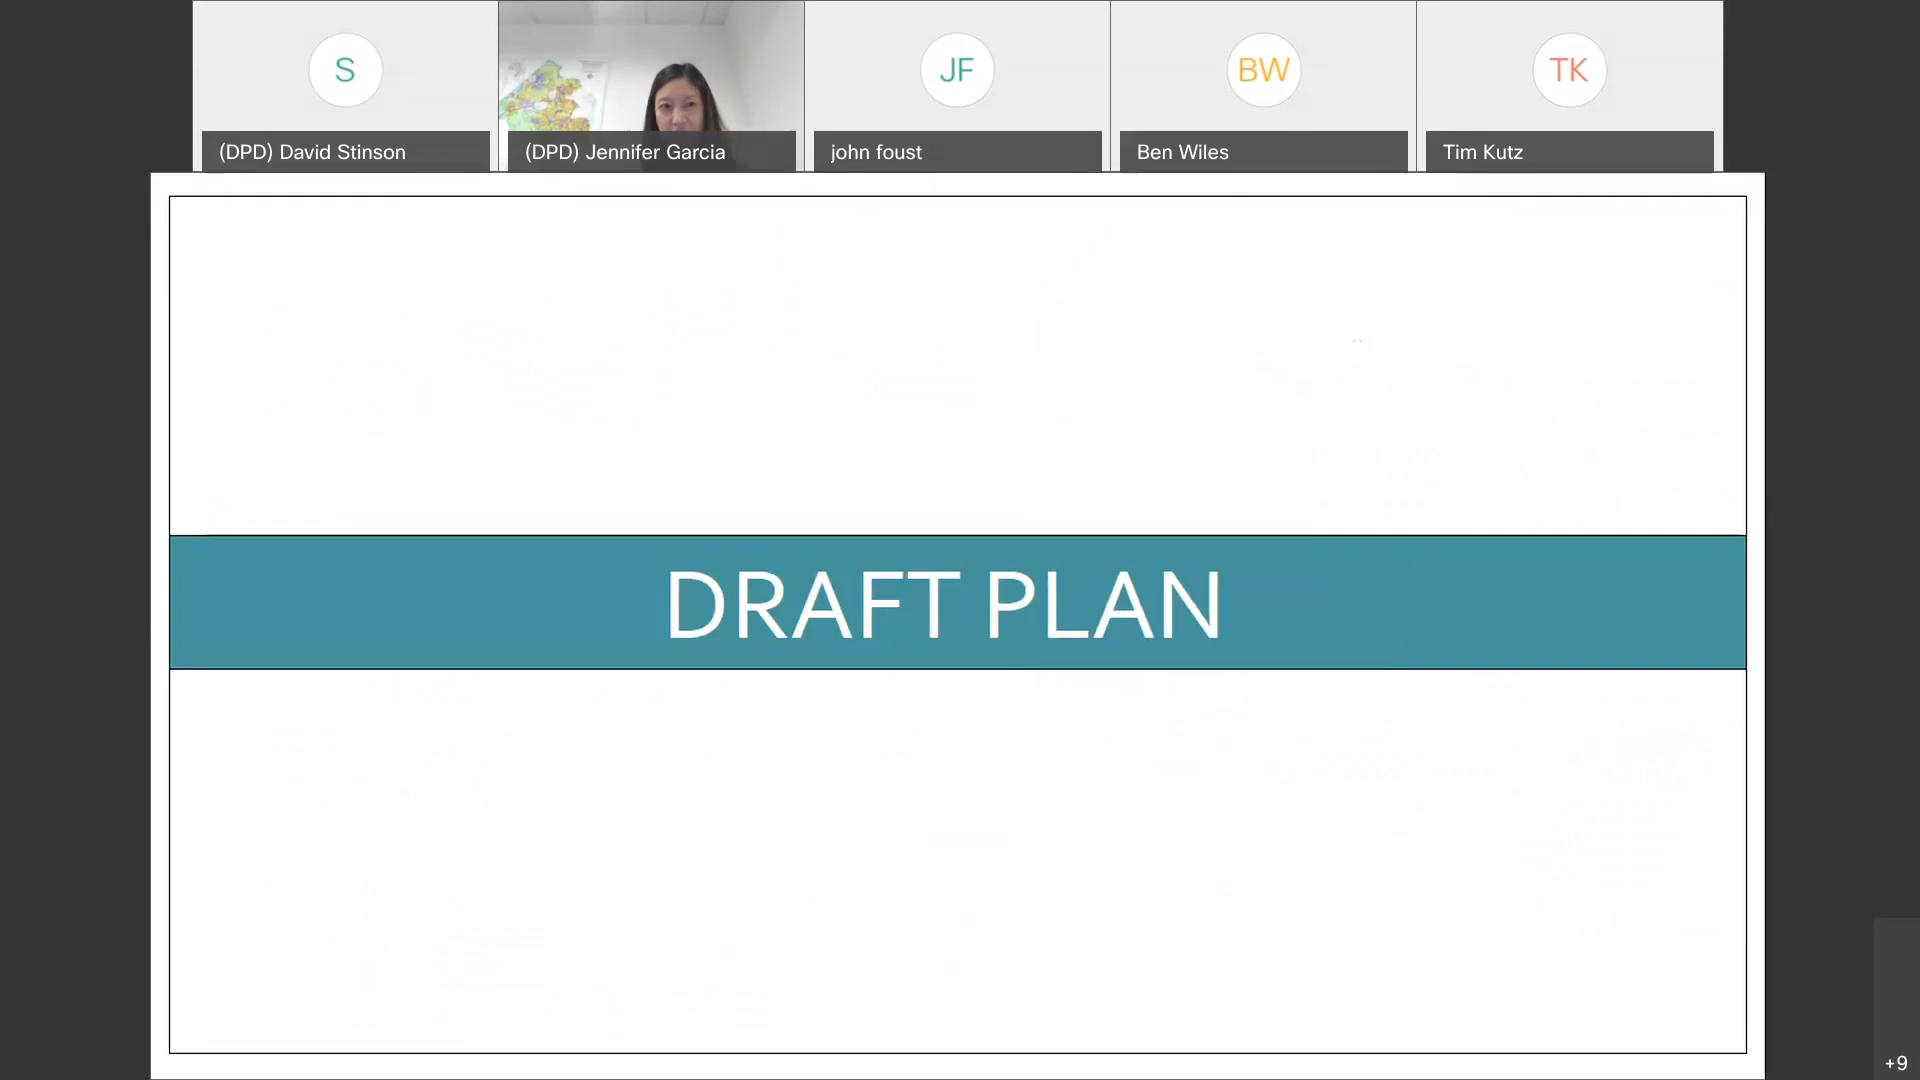 S
JF
BW
TK
(DPD) David Stinson
(DPD) Jennifer Garcia
john foust
Ben Wiles
Tim Kutz
DRAFT PLAN
+9